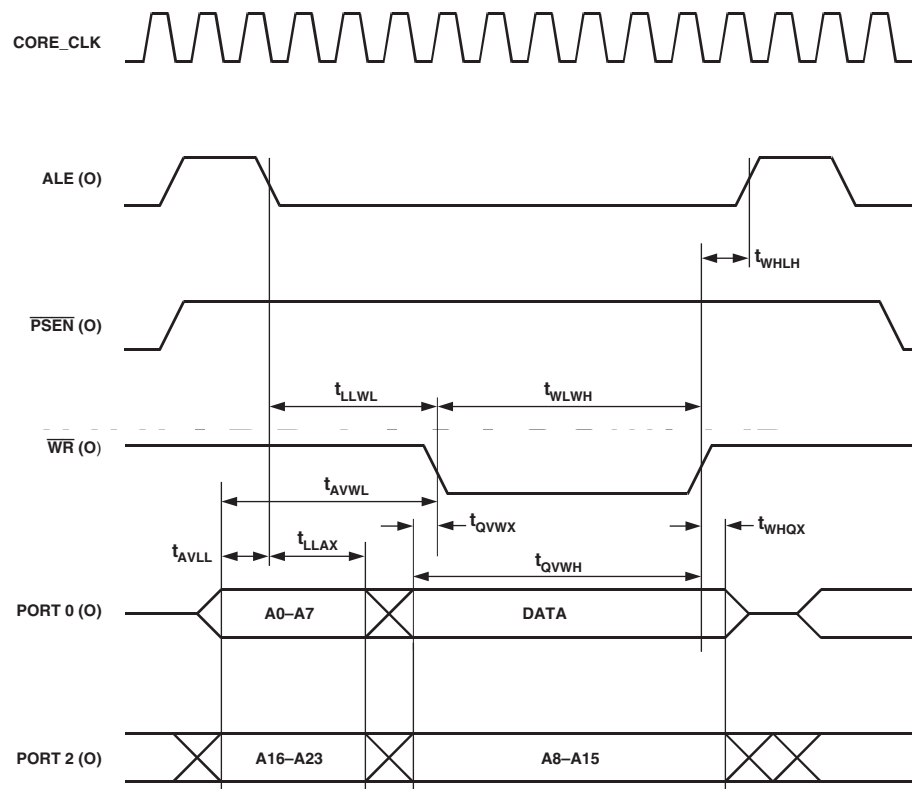 CORE_CLK
ALE (O)
tWHLH
PSEN (O)
tLLWL tWLWH
WR (O)
tAVWL
tQVWX tWHQX
tAVLL tLLAX tQVWH
PORT 0 (O) A0–A7 DATA
PORT 2 (O) A16–A23 A8–A15